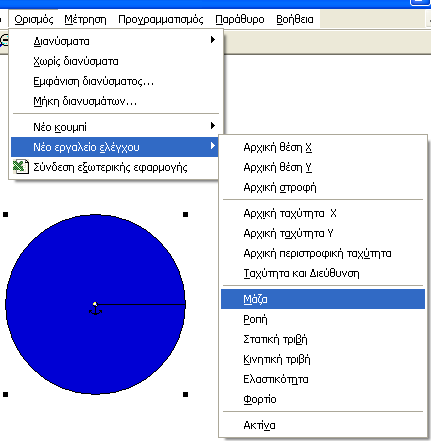 Ορισμός Μέτρηση Προγραμματισμός Παράθυρο Βοήθεια
Διανύσματα
Χωρίς διανύσματα
Εμφάνιση διανύσματος...
Μήκη διανυσμάτων...
Νέο κουμπί
Νέο εργαλείο ελέγχου
Σύνδεση εξωτερικής εφαρμογής
Αρχική θέση X
Αρχική θέση Y
Αρχική στροφή
Αρχική ταχύτητα X
Αρχική ταχύτητα Y
Αρχική περιστροφική ταχύτητα
Ταχύτητα και Διεύθυνση
Μάζα
Ροπή
Στατική τριβή
Κινητική τριβή
Ελαστικότητα
Φορτίο
Ακτίνα